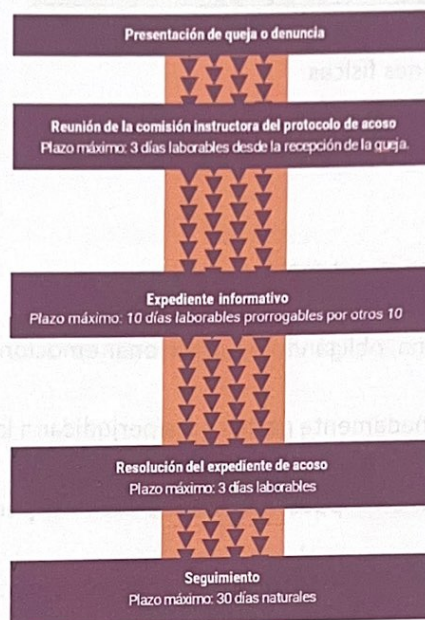 Presentación de queja o denuncia
Reunión de la comisión instructora del protocolo de acoso
Plazo máximo: 3 días laborables desde la recepción de la queja.
Expediente informativo
Plazo máximo: 10 días laborables prorrogables por otros 10
Resolución del expediente de acoso
Plazo máximo: 3 días laborables
Seguimiento
Plazo máximo: 30 días naturales